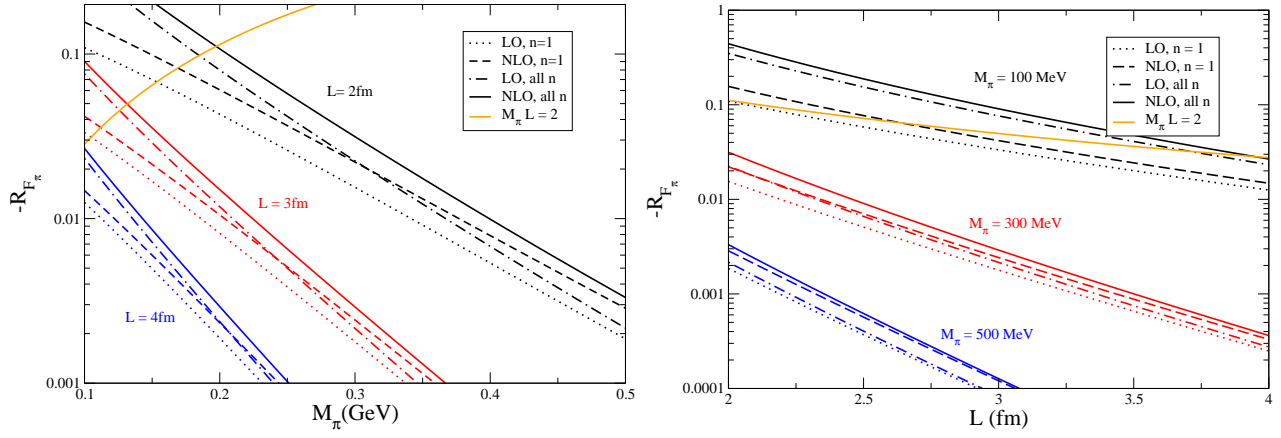 0.1
0.01
0.001
-R_{F_π}
LO, n=1
NLO, n=1
LO, all n
NLO, all n
M_π L = 2
L= 2fm
L = 3fm
L = 4fm
0.1 0.2 0.3 0.4 0.5
M_π(GeV)
1
0.1
0.01
0.001
0.0001
-R_{F_π}
LO, n = 1
NLO, n = 1
LO, all n
NLO, all n
M_π L = 2
M_π = 100 MeV
M_π = 300 MeV
M_π = 500 MeV
2 2.5 3 3.5 4
L (fm)